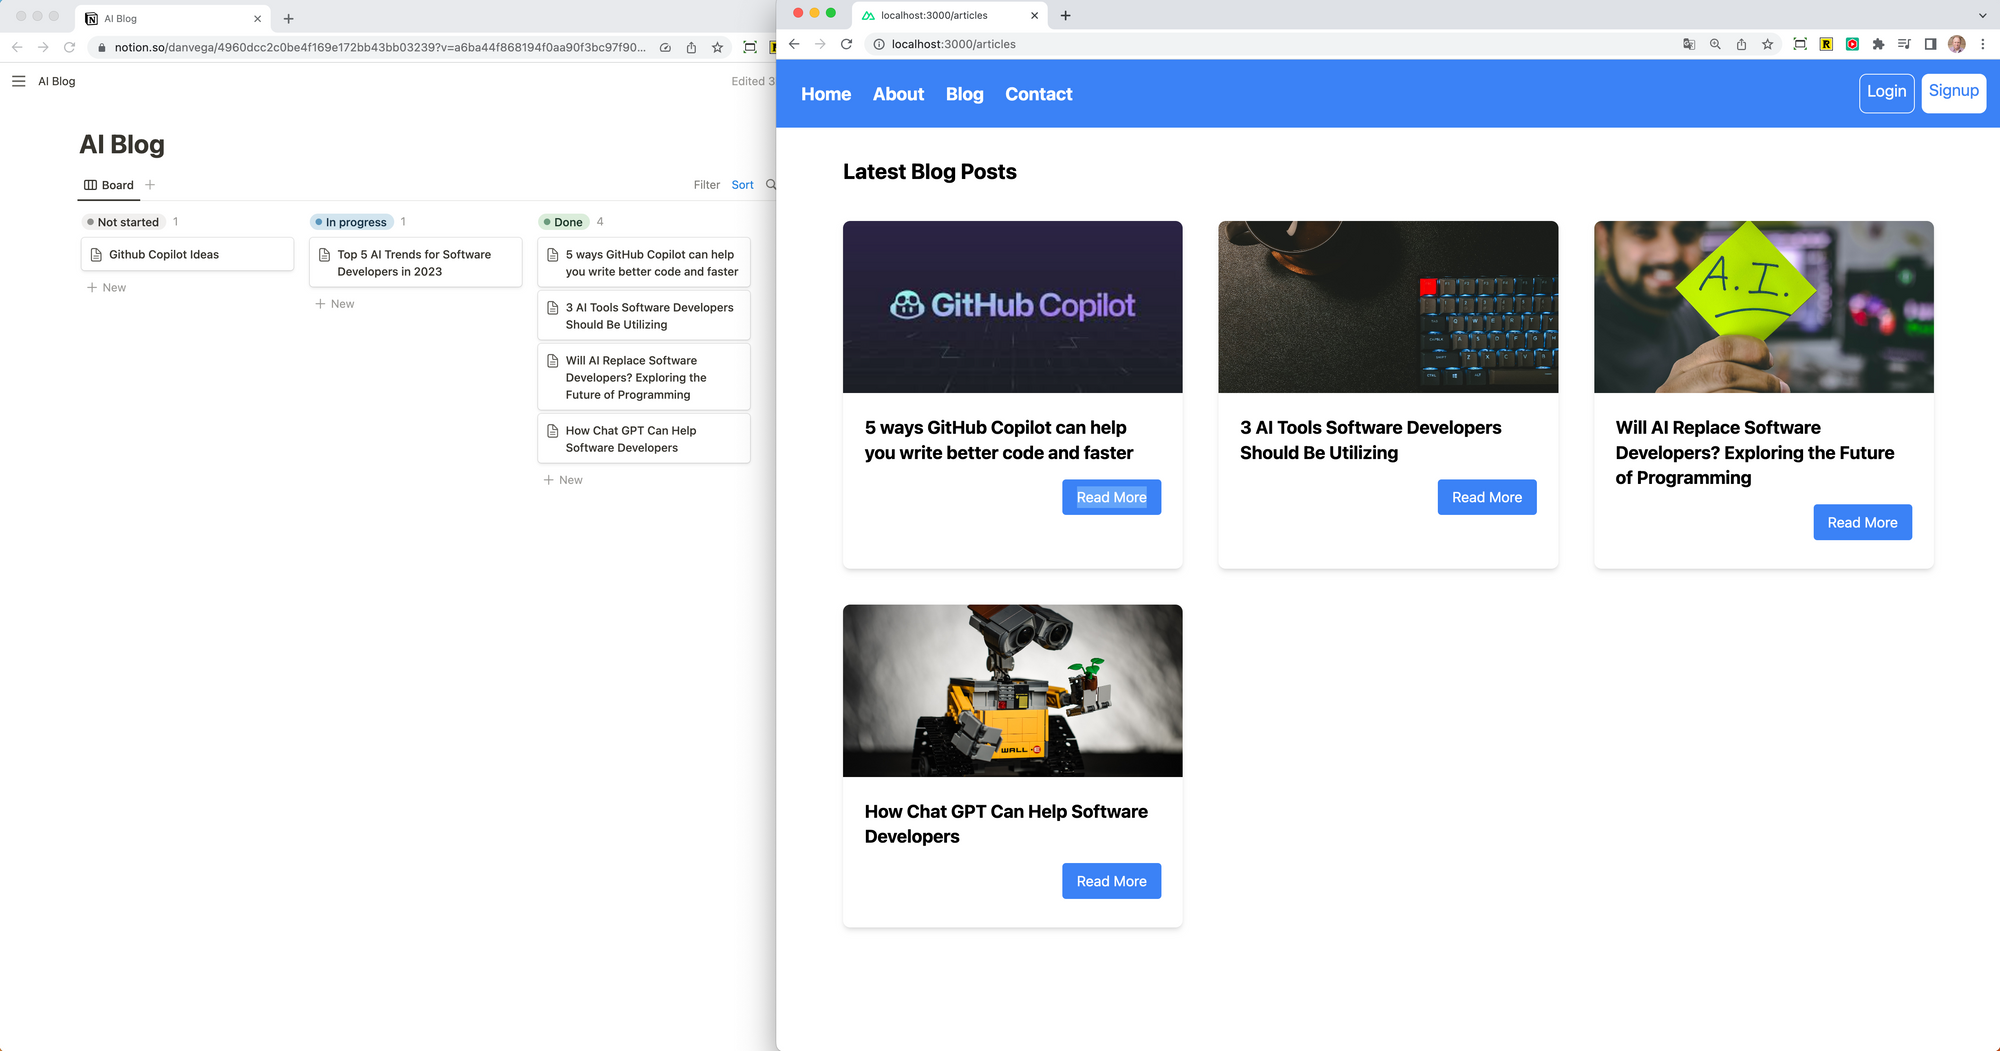 AI Blog
notion.so/danvega/4960dcc2c0be4f169e172bb43bb03239?v=a6ba44f868194f0aa90f3bc97f90...
AI Blog
Edited 3
AI Blog
Board
Filter
Sort
Not started 1
Github Copilot Ideas
New
In progress 1
Top 5 AI Trends for Software
Developers in 2023
New
Done 4
5 ways GitHub Copilot can help
you write better code and faster
3 AI Tools Software Developers
Should Be Utilizing
Will AI Replace Software
Developers? Exploring the
Future of Programming
How Chat GPT Can Help
Software Developers
New
localhost:3000/articles
localhost:3000/articles
Home
About
Blog
Contact
Login
Signup
Latest Blog Posts
GitHub Copilot
5 ways GitHub Copilot can help
you write better code and faster
Read More
3 AI Tools Software Developers
Should Be Utilizing
Read More
A.I.
Will AI Replace Software
Developers? Exploring the Future
of Programming
Read More
WALL·E
How Chat GPT Can Help Software
Developers
Read More